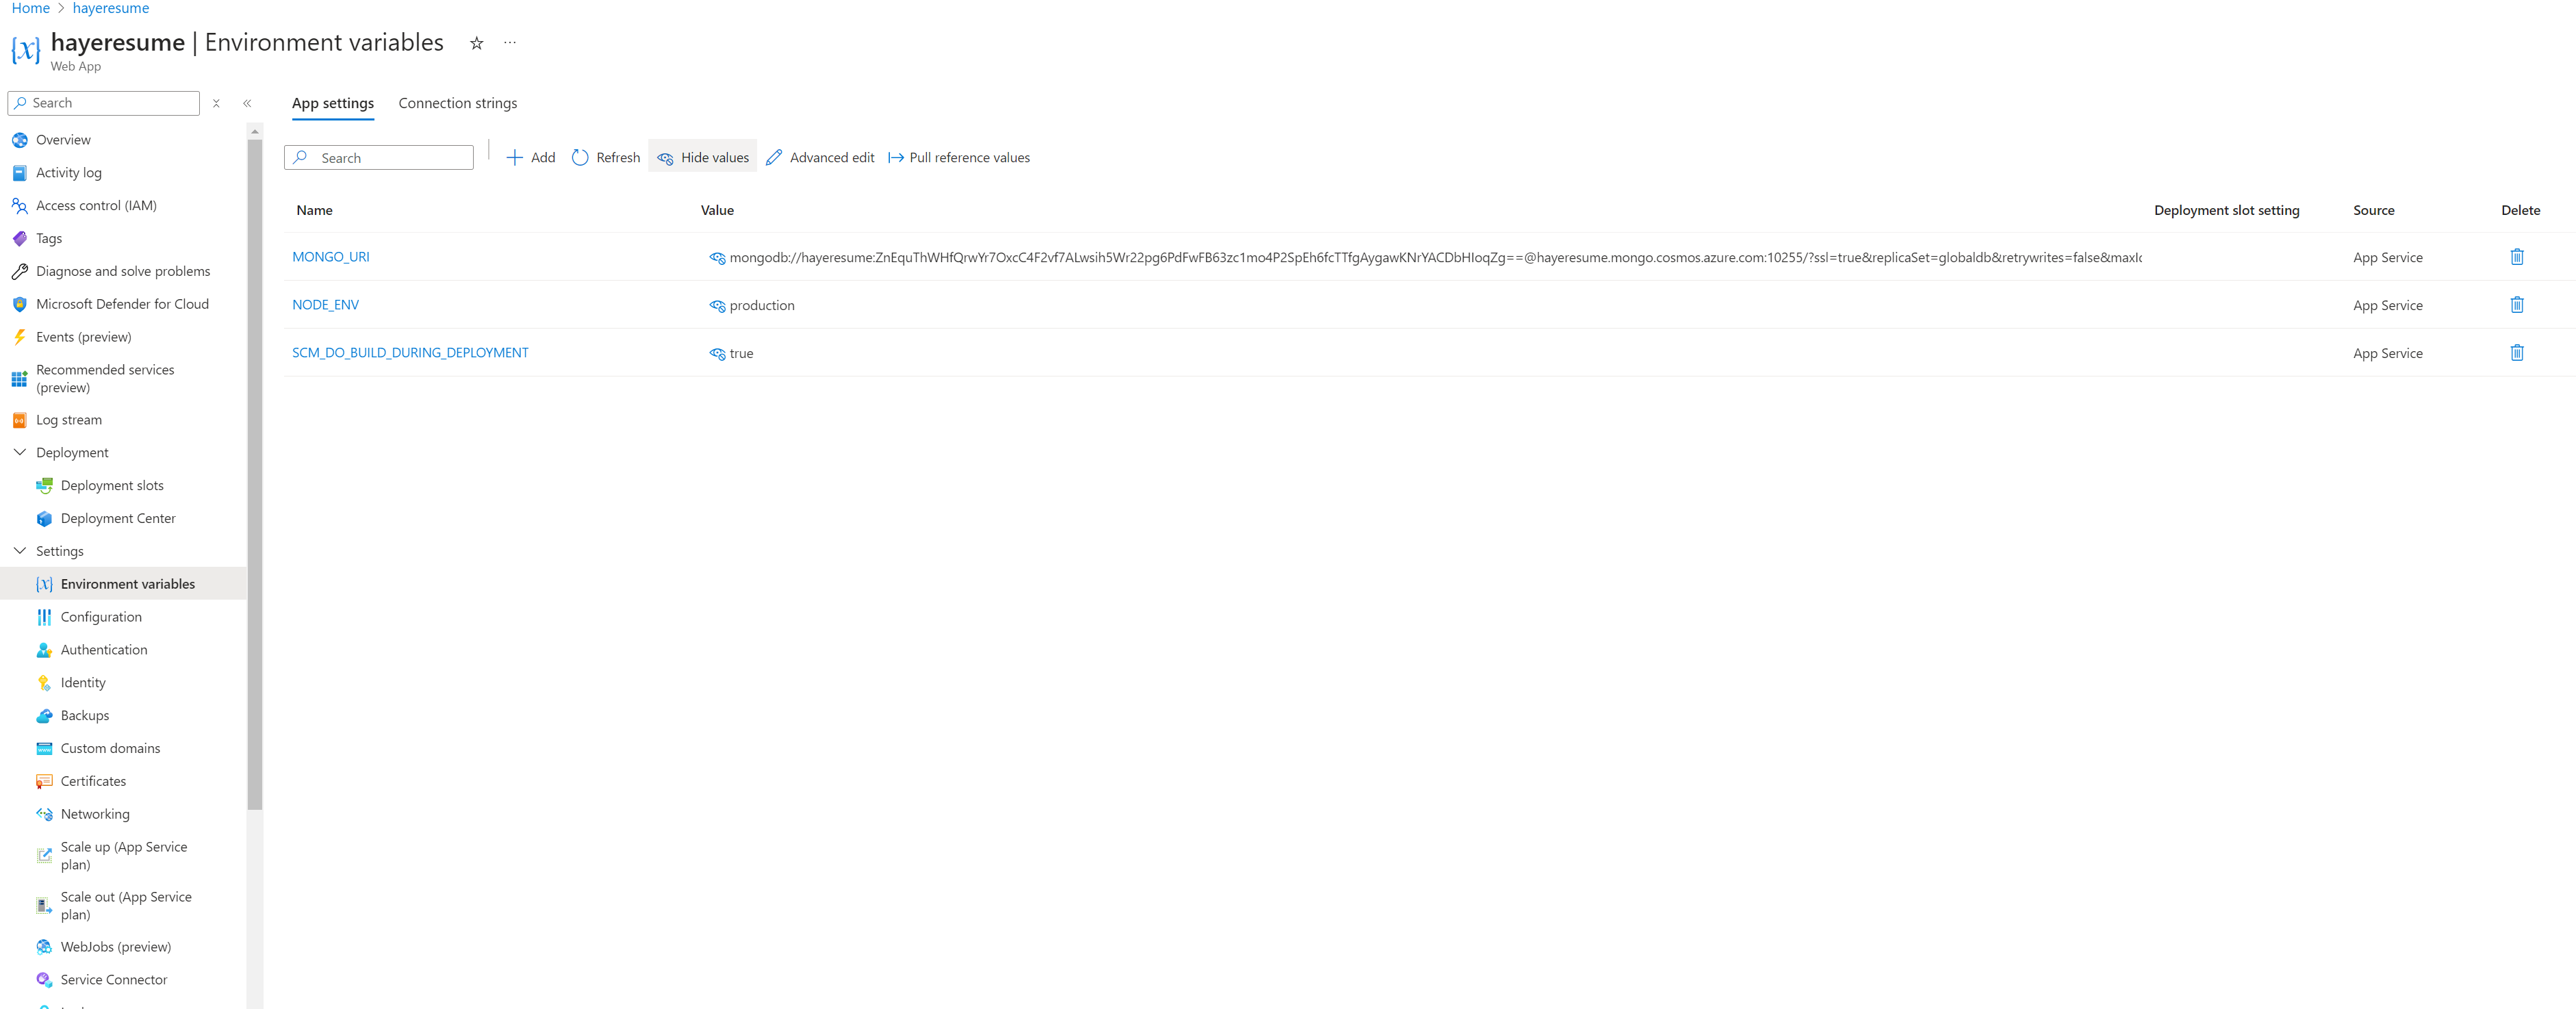 Home > hayeresume
hayeresume | Environment variables
Web App
Search
Overview
Activity log
Access control (IAM)
Tags
Diagnose and solve problems
Microsoft Defender for Cloud
Events (preview)
Recommended services
(preview)
Log stream
Deployment
Deployment slots
Deployment Center
Settings
Environment variables
Configuration
Authentication
Identity
Backups
Custom domains
Certificates
Networking
Scale up (App Service
plan)
Scale out (App Service
plan)
WebJobs (preview)
Service Connector
App settings Connection strings
Search Add Refresh Hide values Advanced edit Pull reference values
Name Value Deployment slot setting Source Delete
MONGO_URI mongodb://hayeresume:[credential omitted]@hayeresume.mongo.cosmos.azure.com:10255/?ssl=true&replicaSet=globaldb&retrywrites=false&maxIc App Service
NODE_ENV production App Service
SCM_DO_BUILD_DURING_DEPLOYMENT true App Service